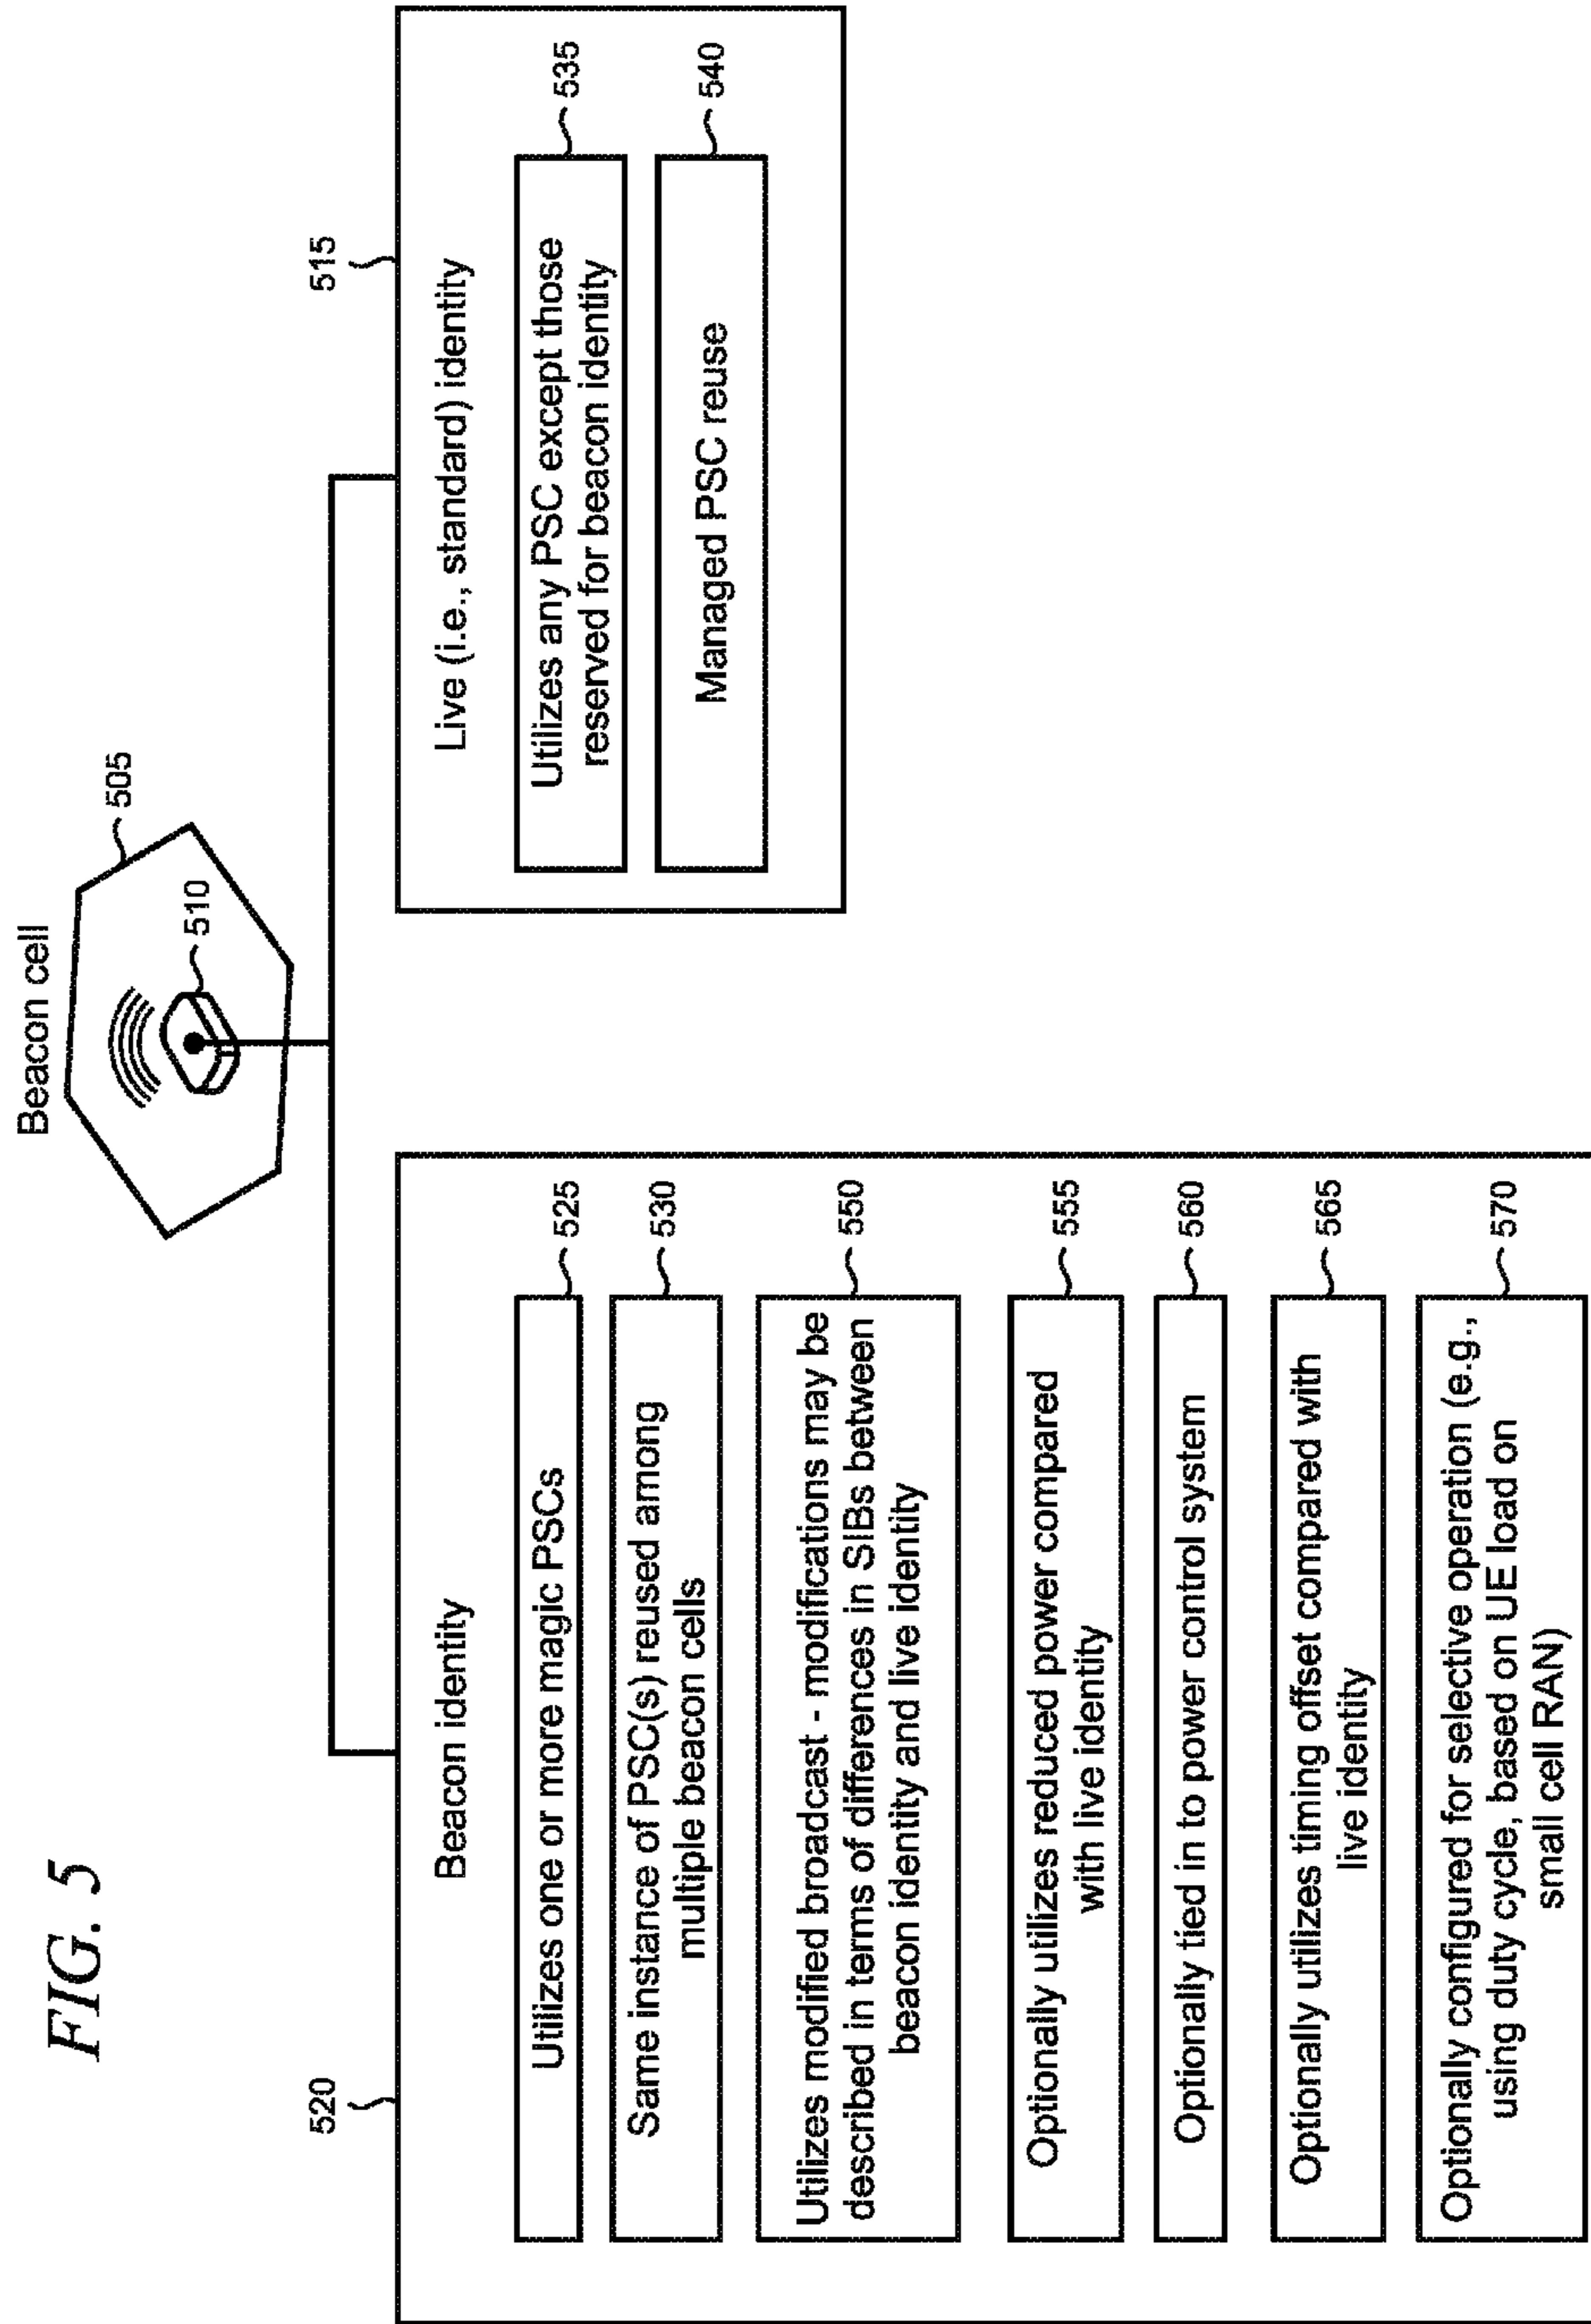 FIG. 5
Beacon cell
505
510
520
Beacon identity
Utilizes one or more magic PSCs
525
Same instance of PSC(s) reused among
multiple beacon cells
530
Utilizes modified broadcast - modifications may be
described in terms of differences in SIBs between
beacon identity and live identity
550
Optionally utilizes reduced power compared
with live identity
555
Optionally tied in to power control system
560
Optionally utilizes timing offset compared with
live identity
565
Optionally configured for selective operation (e.g.,
using duty cycle, based on UE load on
small cell RAN)
570
515
Live (i.e., standard) identity
Utilizes any PSC except those
reserved for beacon identity
535
Managed PSC reuse
540